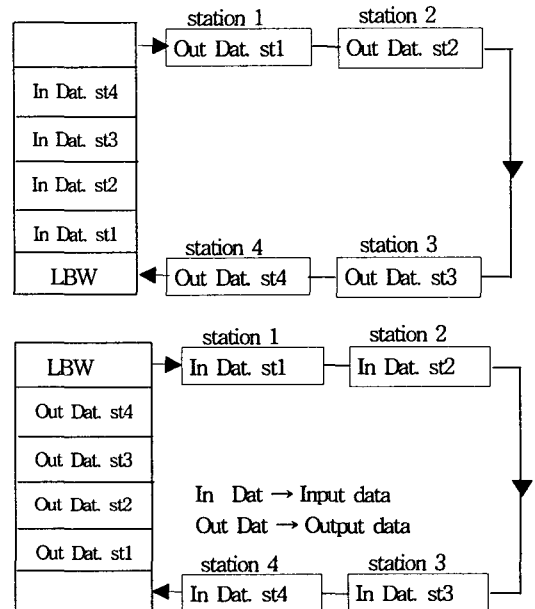 station 1 station 2
Out Dat. st1 Out Dat. st2
In Dat. st4
In Dat. st3
In Dat. st2
In Dat. st1
station 4 station 3
LBW Out Dat. st4 Out Dat. st3
station 1 station 2
LBW In Dat. st1 In Dat. st2
Out Dat. st4
Out Dat. st3
Out Dat. st2
Out Dat. st1
In Dat → Input data
Out Dat → Output data
station 4 station 3
In Dat. st4 In Dat. st3